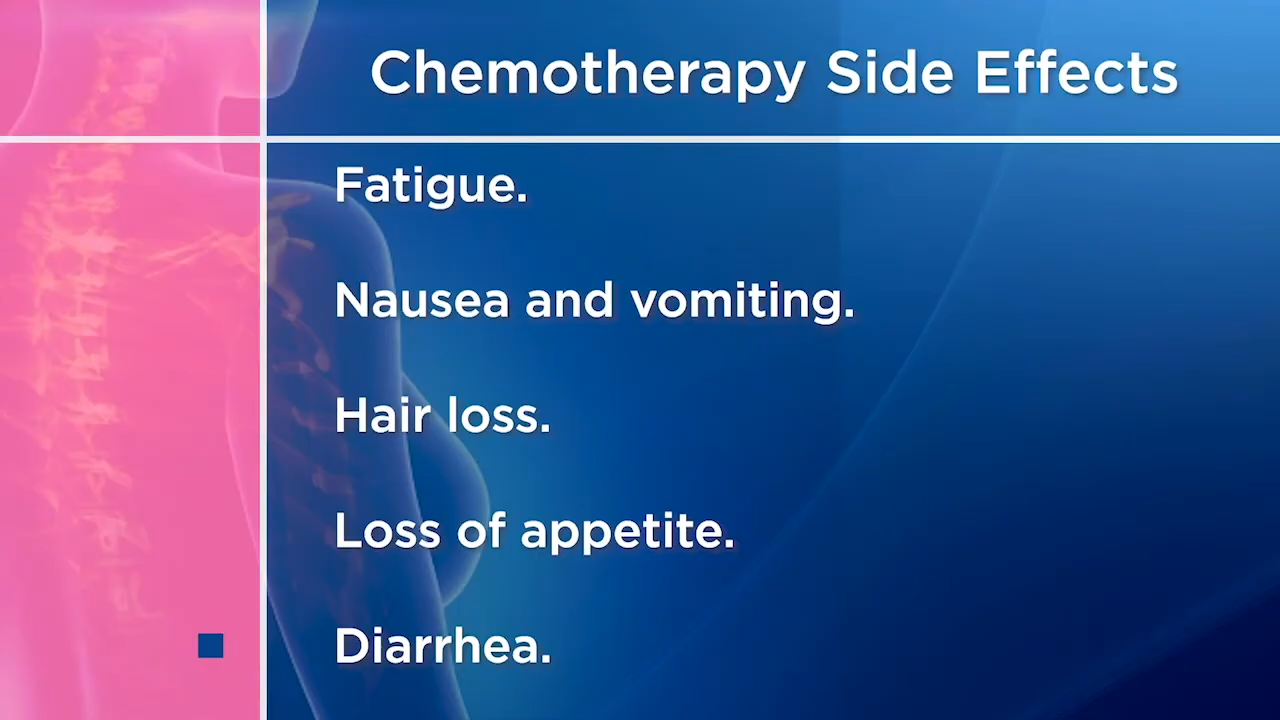 Chemotherapy Side Effects
Fatigue.
Nausea and vomiting.
Hair loss.
Loss of appetite.
Diarrhea.